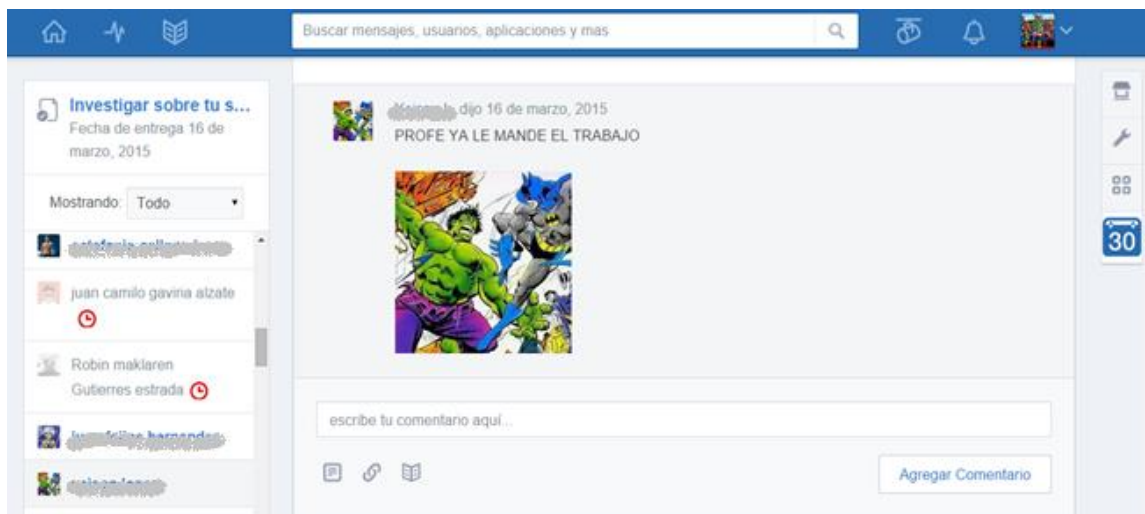 Buscar mensajes, usuarios, aplicaciones y mas
Investigar sobre tu s...
Fecha de entrega 16 de
marzo, 2015
Mostrando: Todo
juan camilo gavina alzate
Robin maklaren
Gutierres estrada
dijo 16 de marzo, 2015
PROFE YA LE MANDE EL TRABAJO
escribe tu comentario aquí...
Agregar Comentario
30